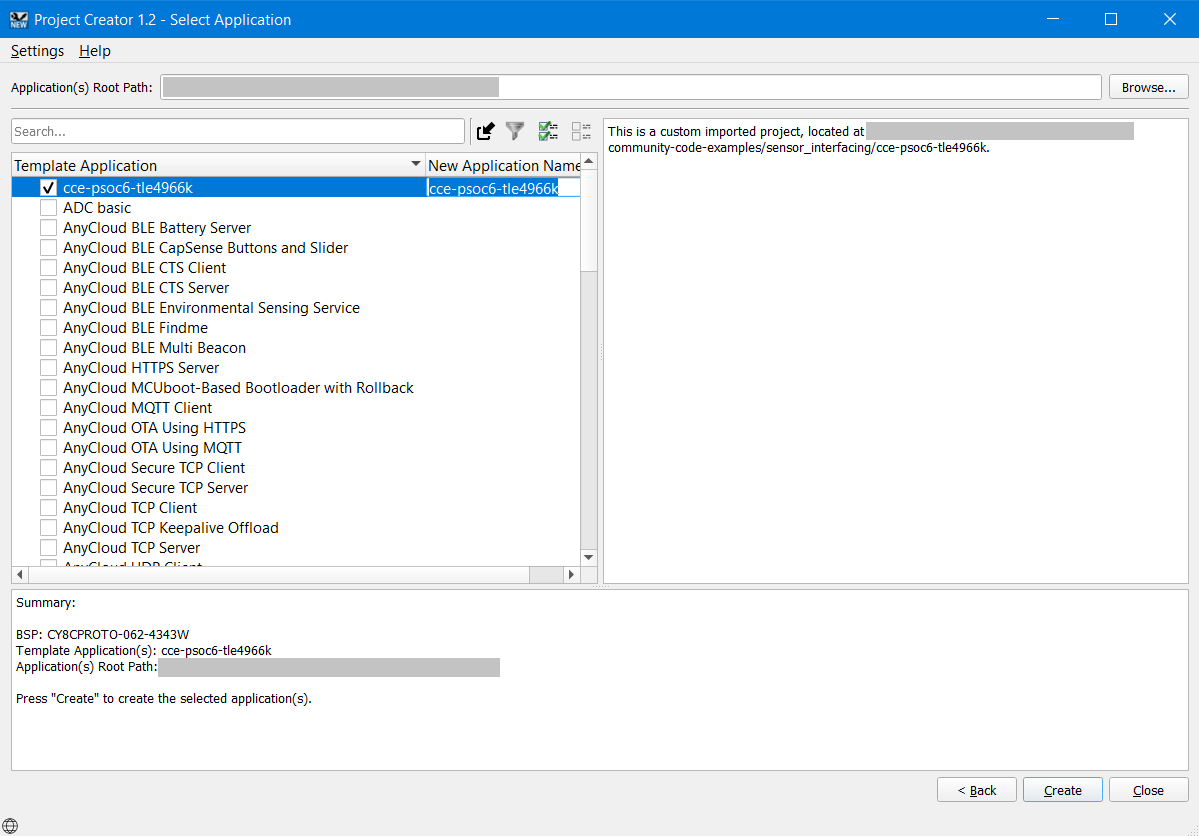 NEW
Project Creator 1.2 - Select Application
Settings Help
Application(s) Root Path:
Browse...
Search...
Template Application
New Application Name
cce-psoc6-tle4966k
cce-psoc6-tle4966k
ADC basic
AnyCloud BLE Battery Server
AnyCloud BLE CapSense Buttons and Slider
AnyCloud BLE CTS Client
AnyCloud BLE CTS Server
AnyCloud BLE Environmental Sensing Service
AnyCloud BLE Findme
AnyCloud BLE Multi Beacon
AnyCloud HTTPS Server
AnyCloud MCUboot-Based Bootloader with Rollback
AnyCloud MQTT Client
AnyCloud OTA Using HTTPS
AnyCloud OTA Using MQTT
AnyCloud Secure TCP Client
AnyCloud Secure TCP Server
AnyCloud TCP Client
AnyCloud TCP Keepalive Offload
AnyCloud TCP Server
AnyCloud UDP Client
This is a custom imported project, located at
community-code-examples/sensor_interfacing/cce-psoc6-tle4966k.
Summary:
BSP: CY8CPROTO-062-4343W
Template Application(s): cce-psoc6-tle4966k
Application(s) Root Path:
Press "Create" to create the selected application(s).
< Back
Create
Close